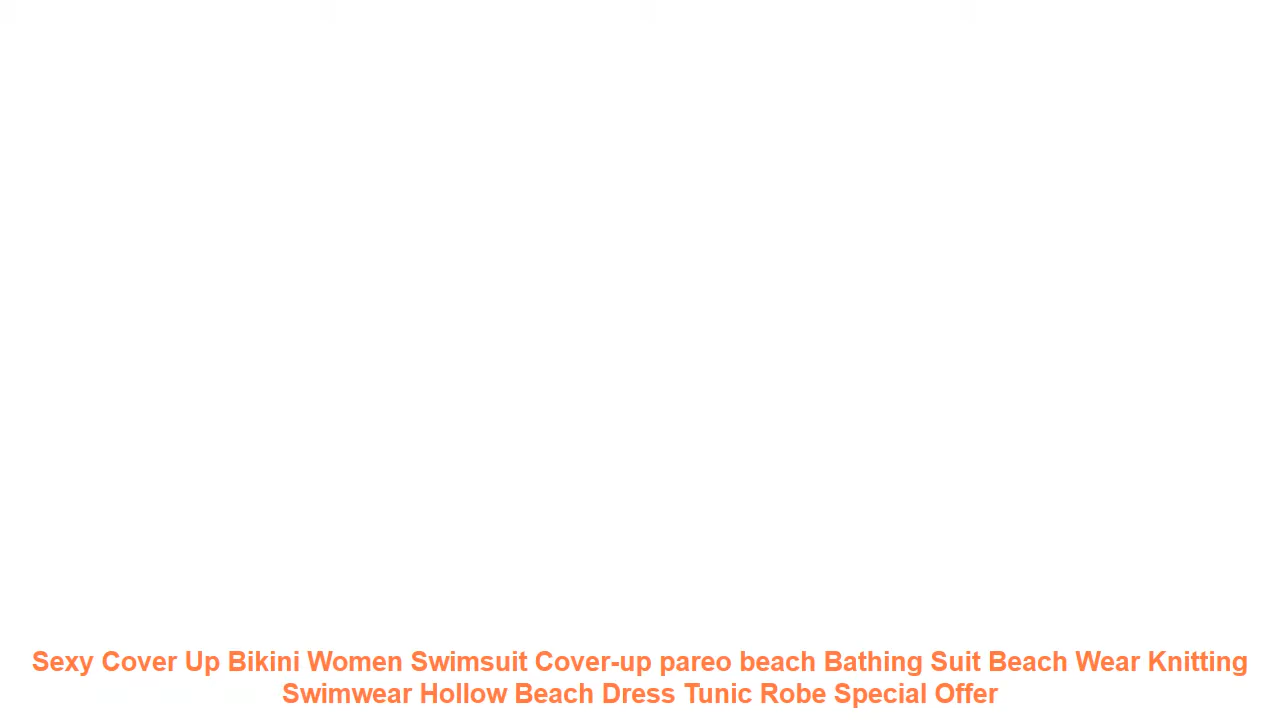 Sexy Cover Up Bikini Women Swimsuit Cover-up pareo beach Bathing Suit Beach Wear Knitting
Swimwear Hollow Beach Dress Tunic Robe Special Offer